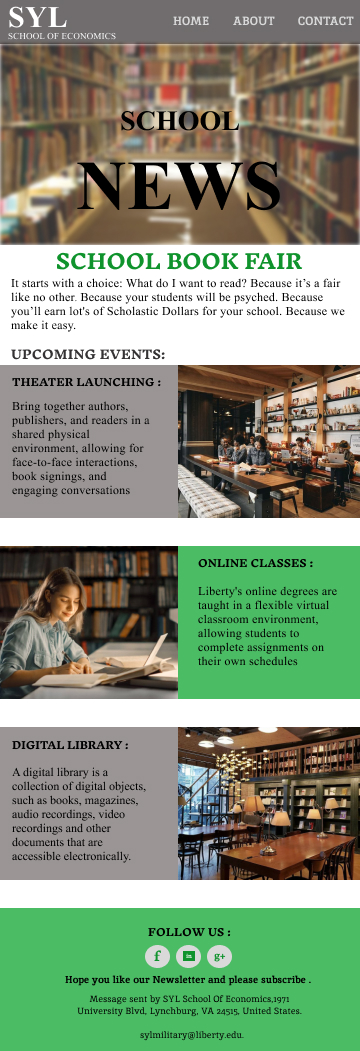 SYL
SCHOOL OF ECONOMICS
HOME ABOUT CONTACT
SCHOOL
NEWS
SCHOOL BOOK FAIR
It starts with a choice: What do I want to read? Because it's a fair
like no other. Because your students will be psyched. Because
you'll earn lot's of Scholastic Dollars for your school. Because we
make it easy.
UPCOMING EVENTS:
THEATER LAUNCHING :
Bring together authors,
publishers, and readers in a
shared physical
environment, allowing for
face-to-face interactions,
book signings, and
engaging conversations
ONLINE CLASSES :
Liberty's online degrees are
taught in a flexible virtual
classroom environment,
allowing students to
complete assignments on
their own schedules
DIGITAL LIBRARY :
A digital library is a
collection of digital objects,
such as books, magazines,
audio recordings, video
recordings and other
documents that are
accessible electronically.
FOLLOW US :
f in g+
Hope you like our Newsletter and please subscribe .
Message sent by SYL School Of Economics,1971
University Blvd, Lynchburg, VA 24515, United States.
sylmilitary@liberty.edu.